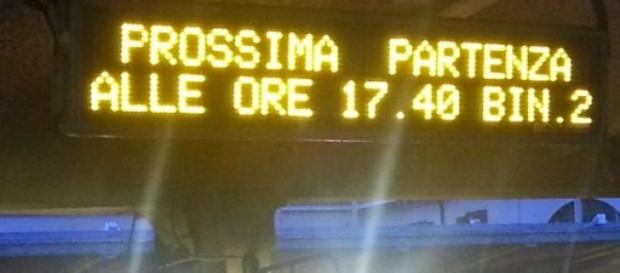 PROSSIMA PARTENZA
ALLE ORE 17.40 BIN.2